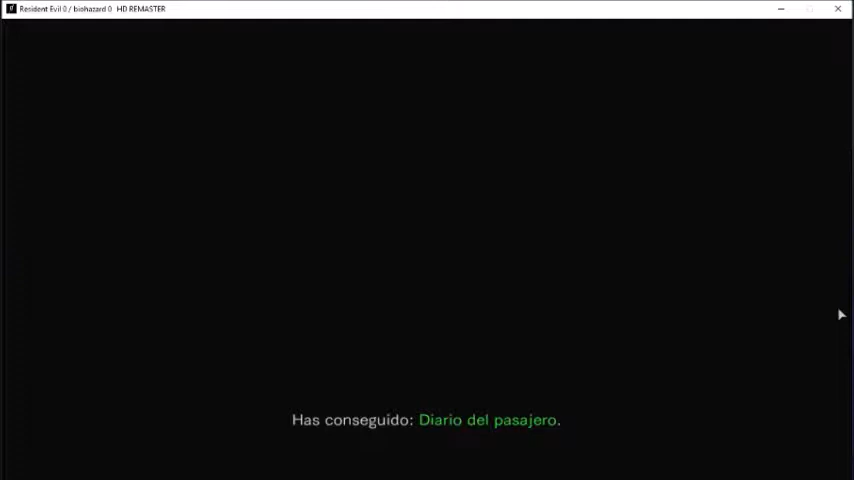 Resident Evil 0 / biohazard 0 HD REMASTER
Has conseguido: Diario del pasajero.